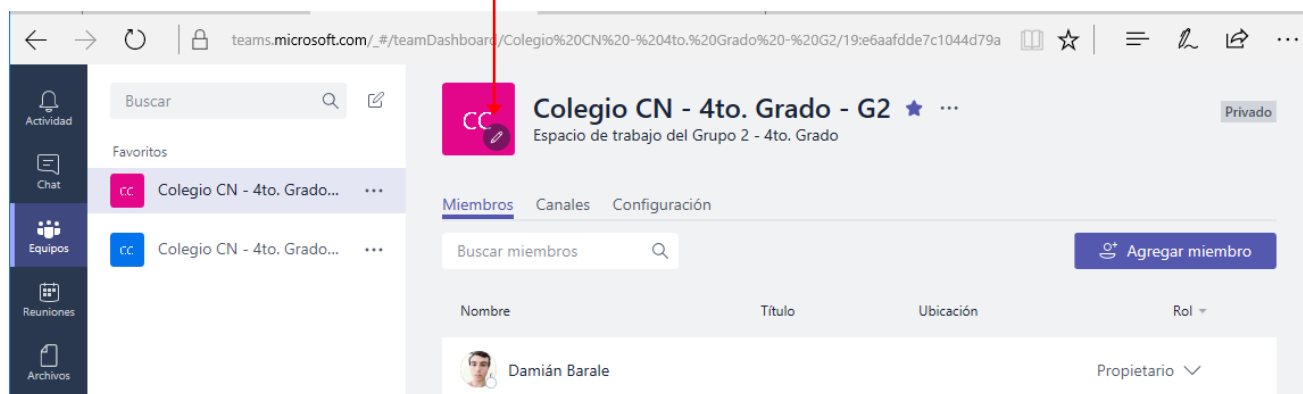 teams.microsoft.com/_#/teamDashboard/Colegio%20CN%20-%204to.%20Grado%20-%20G2/19:e6aafdde7c1044d79a
Actividad
Chat
Equipos
Reuniones
Archivos
Buscar
Favoritos
CC Colegio CN - 4to. Grado... ...
CC Colegio CN - 4to. Grado... ...
CC
Colegio CN - 4to. Grado - G2 ...
Espacio de trabajo del Grupo 2 - 4to. Grado
Privado
Miembros Canales Configuración
Buscar miembros
Agregar miembro
Nombre Título Ubicación Rol
Damián Barale Propietario